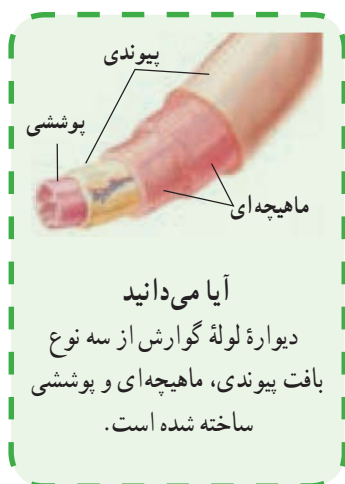 پیوندی
پوششی
ماهیچه‌ای
آیا می‌دانید
دیوارهٔ لولهٔ گوارش از سه نوع
بافت پیوندی، ماهیچه‌ای و پوششی
ساخته شده است.